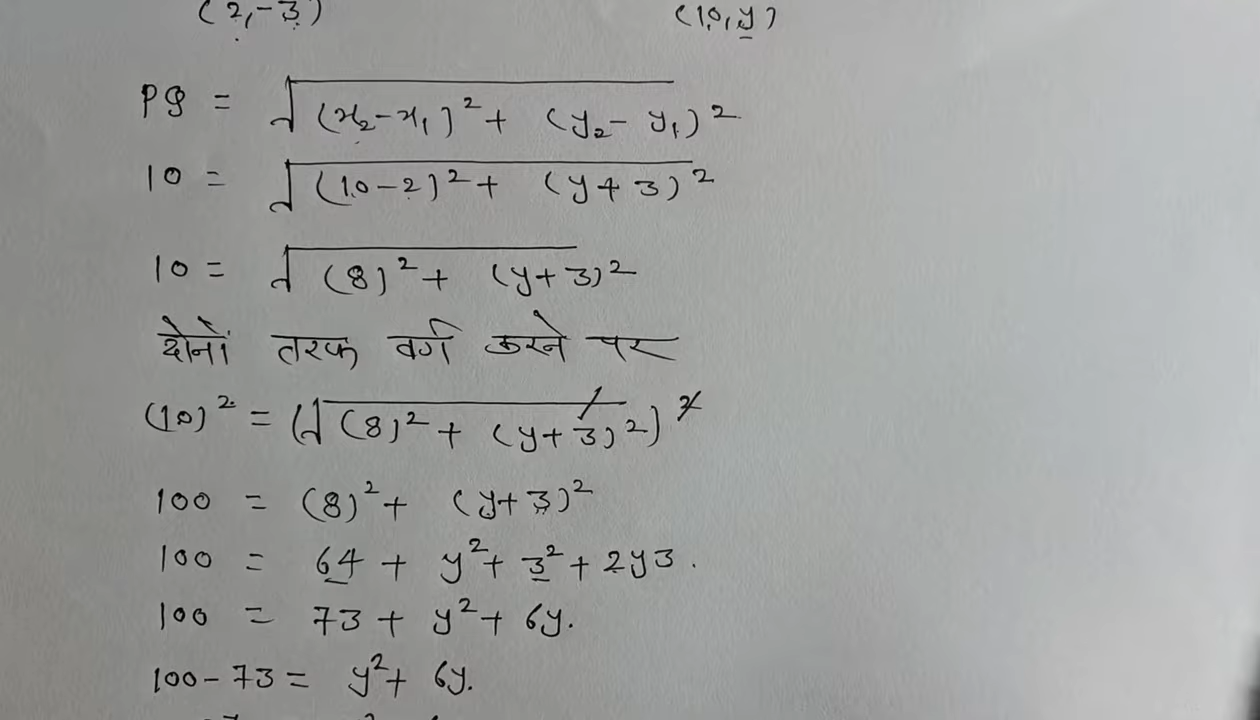 (2,-3) (10,y)
PQ = √(x₂-x₁)² + (y₂-y₁)²
10 = √(10-2)² + (y+3)²
10 = √(8)² + (y+3)²
दोनों तरफ वर्ग करने पर
(10)² = (√(8)² + (y+3)²)²
100 = (8)² + (y+3)²
100 = 64 + y² + 3² + 2y3.
100 = 73 + y² + 6y.
100-73 = y² + 6y.